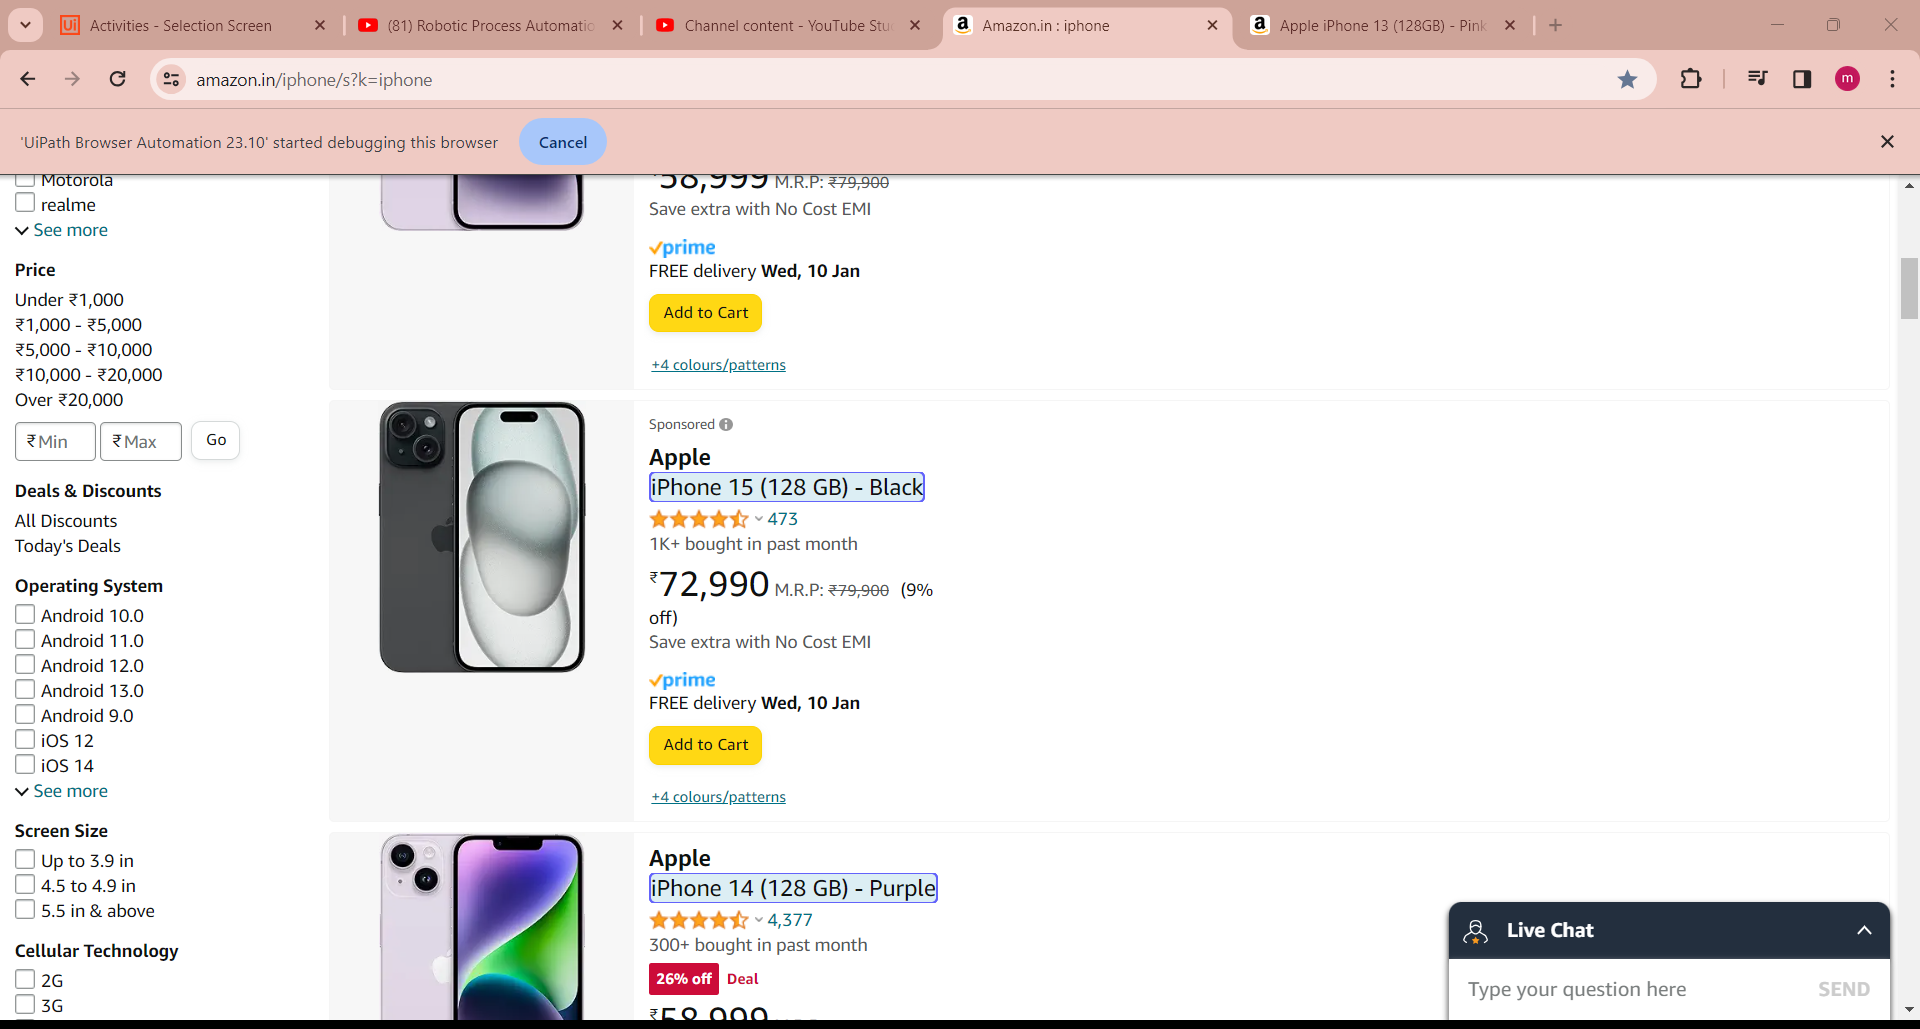 Activities - Selection Screen
(81) Robotic Process Automatio
Channel content - YouTube Stu
Amazon.in : iphone
Apple iPhone 13 (128GB) - Pink
amazon.in/iphone/s?k=iphone
m
'UiPath Browser Automation 23.10' started debugging this browser
Cancel
Motorola
realme
See more
Price
Under ₹1,000
₹1,000 - ₹5,000
₹5,000 - ₹10,000
₹10,000 - ₹20,000
Over ₹20,000
₹ Min
₹ Max
Go
Deals & Discounts
All Discounts
Today's Deals
Operating System
Android 10.0
Android 11.0
Android 12.0
Android 13.0
Android 9.0
iOS 12
iOS 14
See more
Screen Size
Up to 3.9 in
4.5 to 4.9 in
5.5 in & above
Cellular Technology
2G
3G
₹58,999 M.R.P: ₹79,900
Save extra with No Cost EMI
prime
FREE delivery Wed, 10 Jan
Add to Cart
+4 colours/patterns
Sponsored
Apple
iPhone 15 (128 GB) - Black
473
1K+ bought in past month
₹72,990 M.R.P: ₹79,900 (9%
off)
Save extra with No Cost EMI
prime
FREE delivery Wed, 10 Jan
Add to Cart
+4 colours/patterns
Apple
iPhone 14 (128 GB) - Purple
4,377
300+ bought in past month
26% off Deal
₹58,999
Live Chat
Type your question here
SEND